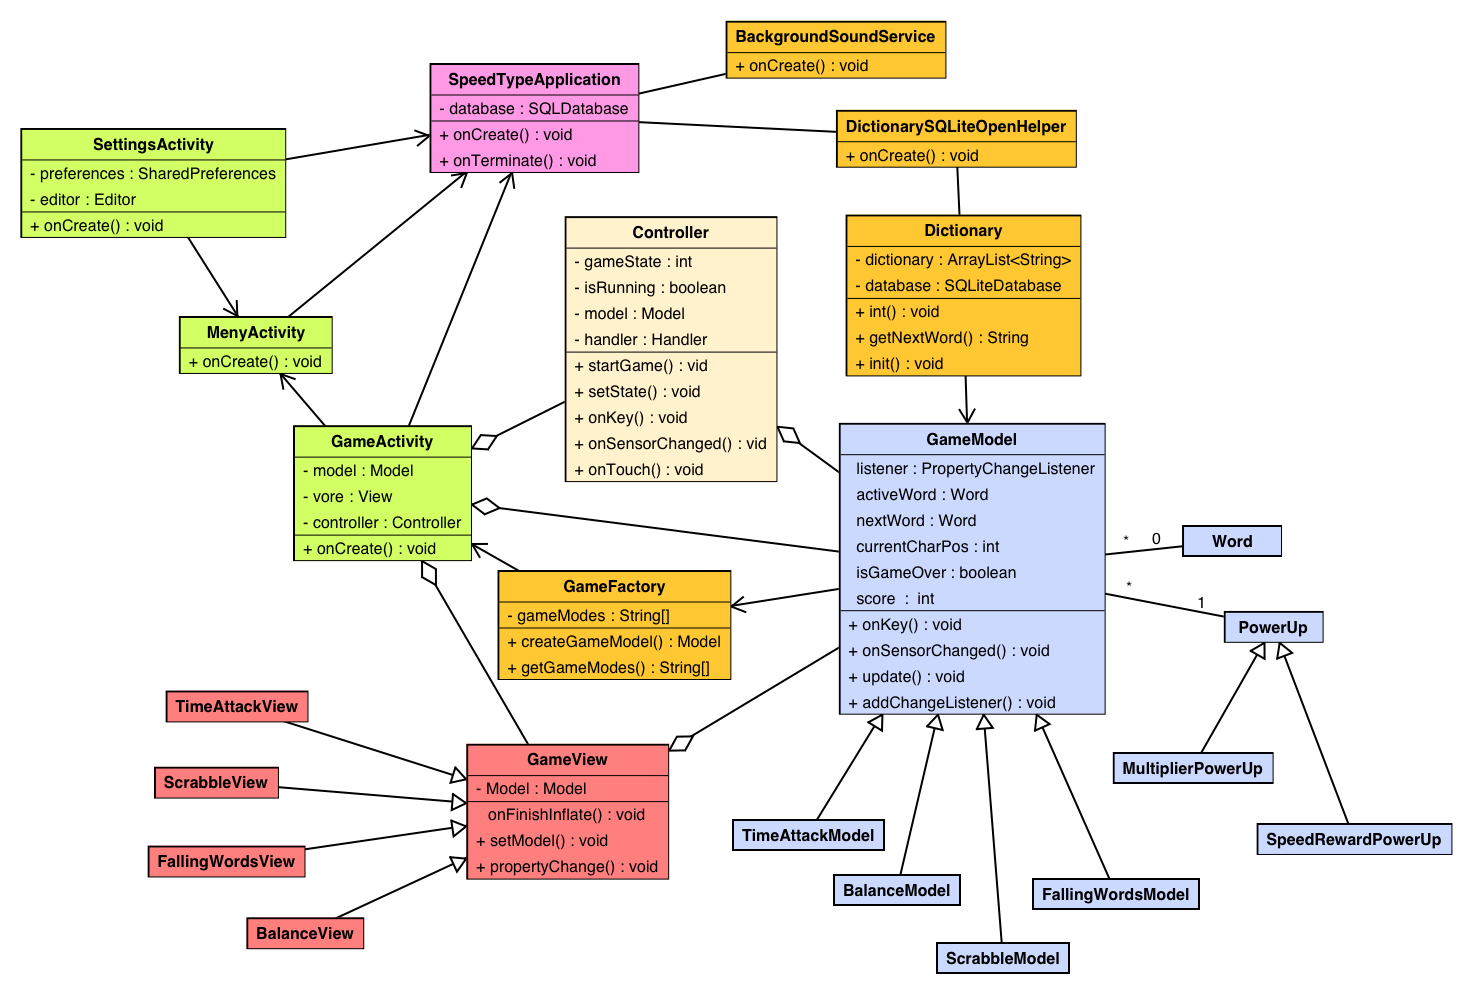 BackgroundSoundService
+ onCreate() : void
SpeedTypeApplication
- database : SQLDatabase
+ onCreate() : void
+ onTerminate() : void
DictionarySQLiteOpenHelper
+ onCreate() : void
SettingsActivity
- preferences : SharedPreferences
- editor : Editor
+ onCreate() : void
Controller
- gameState : int
- isRunning : boolean
- model : Model
- handler : Handler
+ startGame() : vid
+ setState() : void
+ onKey() : void
+ onSensorChanged() : vid
+ onTouch() : void
Dictionary
- dictionary : ArrayList<String>
- database : SQLiteDatabase
+ int() : void
+ getNextWord() : String
+ init() : void
MenyActivity
+ onCreate() : void
GameActivity
- model : Model
- vore : View
- controller : Controller
+ onCreate() : void
GameModel
listener : PropertyChangeListener
activeWord : Word
nextWord : Word
currentCharPos : int
isGameOver : boolean
score : int
+ onKey() : void
+ onSensorChanged() : void
+ update() : void
+ addChangeListener() : void
* 0
Word
*
1
PowerUp
GameFactory
- gameModes : String[]
+ createGameModel() : Model
+ getGameModes() : String[]
TimeAttackView
ScrabbleView
FallingWordsView
BalanceView
GameView
- Model : Model
onFinishInflate() : void
+ setModel() : void
+ propertyChange() : void
MultiplierPowerUp
SpeedRewardPowerUp
TimeAttackModel
BalanceModel
FallingWordsModel
ScrabbleModel